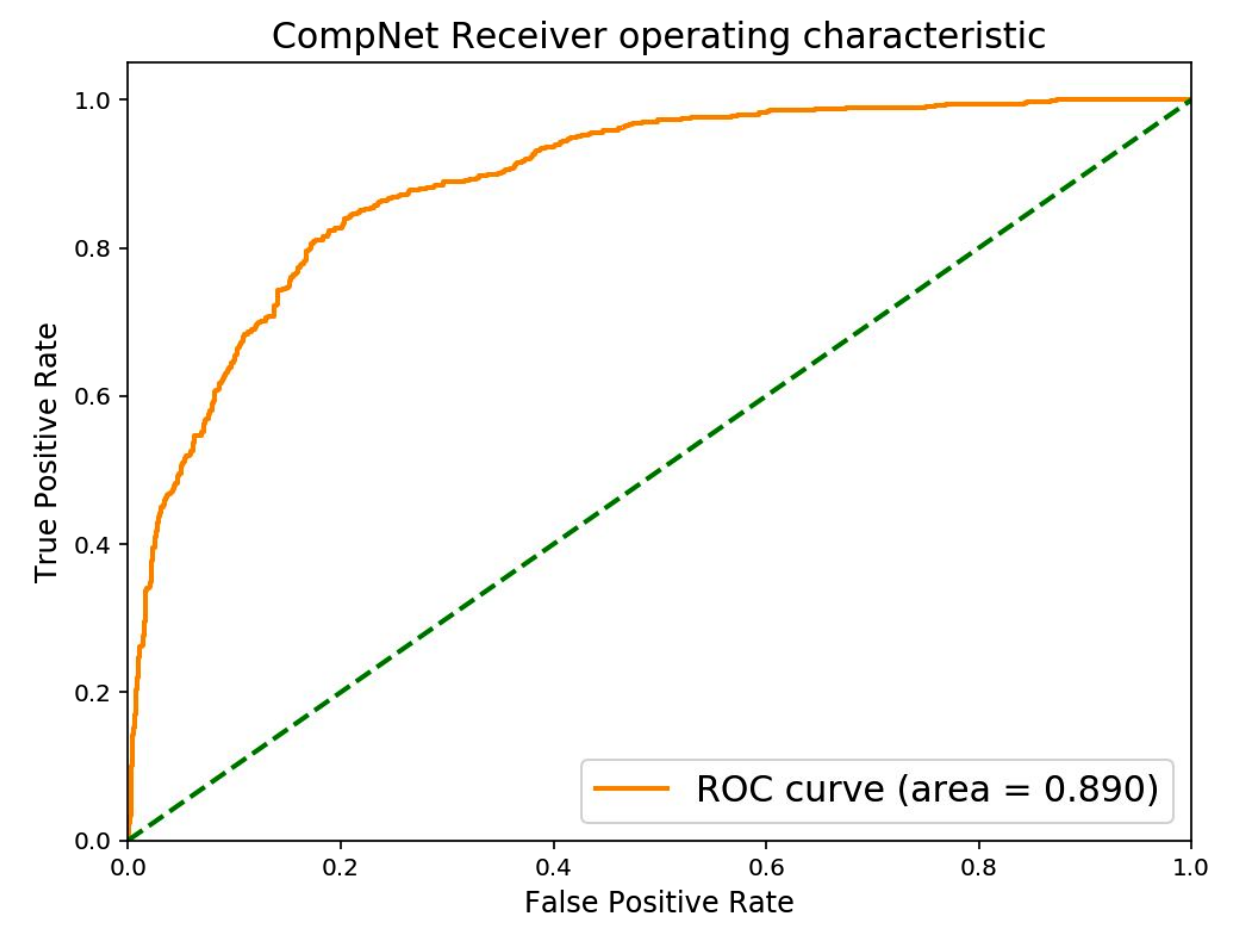 CompNet Receiver operating characteristic
True Positive Rate
1.0
0.8
0.6
0.4
0.2
0.0
ROC curve (area = 0.890)
0.0 0.2 0.4 0.6 0.8 1.0
False Positive Rate